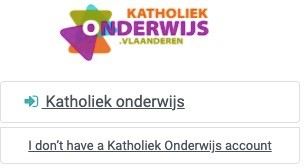 KATHOLIEK
ONDERWIJS
.VLAANDEREN
Katholiek onderwijs
I don't have a Katholiek Onderwijs account